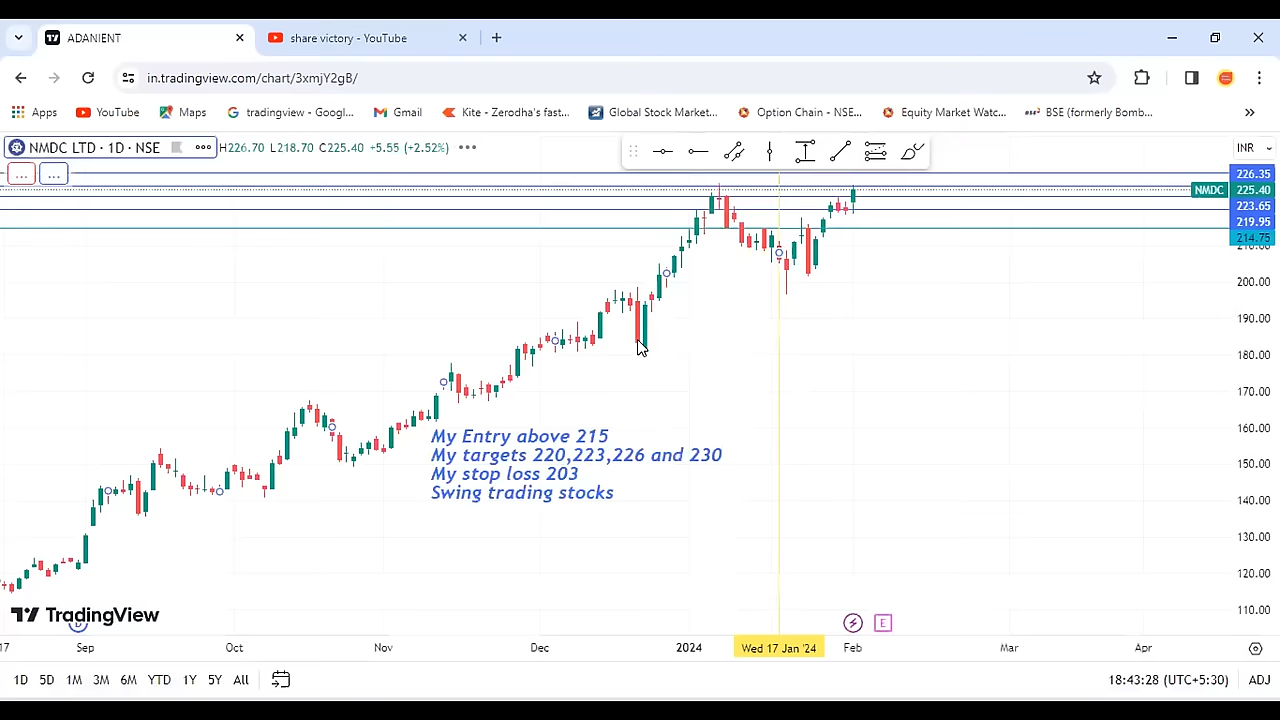 ADANIENT
share victory - YouTube
in.tradingview.com/chart/3xmjY2gB/
Apps YouTube Maps tradingview - Googl... Gmail Kite - Zerodha's fast... Global Stock Market... Option Chain - NSE... Equity Market Watc... BSE (formerly Bomb...
NMDC LTD · 1D · NSE H226.70 L218.70 C225.40 +5.55 (+2.52%)
INR
226.35
NMDC 225.40
223.65
219.95
214.75
210.00
200.00
190.00
180.00
170.00
160.00
150.00
140.00
130.00
120.00
110.00
My Entry above 215
My targets 220,223,226 and 230
My stop loss 203
Swing trading stocks
TradingView
D
E
17 Sep Oct Nov Dec 2024 Wed 17 Jan '24 Feb Mar Apr
1D 5D 1M 3M 6M YTD 1Y 5Y All 18:43:28 (UTC+5:30) ADJ